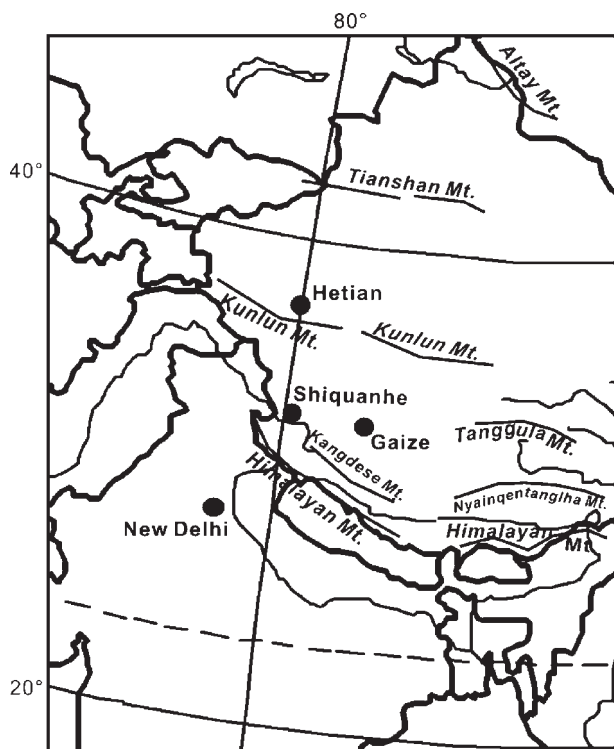 80°
Altay Mt.
40°
Tianshan Mt.
Hetian
Kunlun Mt.
Kunlun Mt.
Shiquanhe
Gaize
Tanggula Mt.
Kangdese Mt.
Himalayan Mt.
Nyainqentanglha Mt.
New Delhi
Himalayan
Mt.
20°